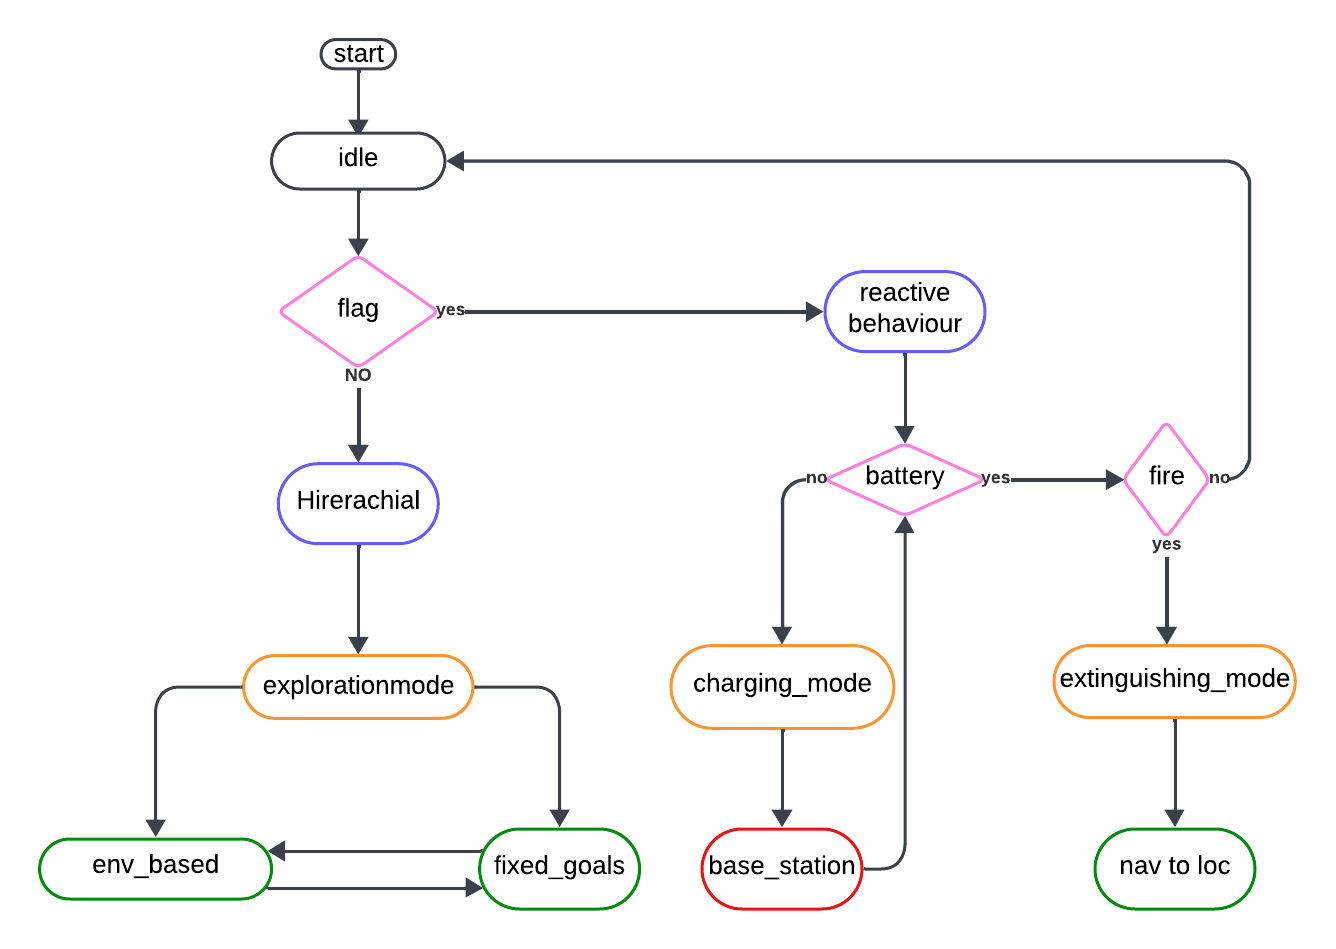 start
idle
flag
yes
NO
reactive
behaviour
Hirerachial
battery
no
yes
fire
no
yes
explorationmode
charging_mode
extinguishing_mode
env_based
fixed_goals
base_station
nav to loc